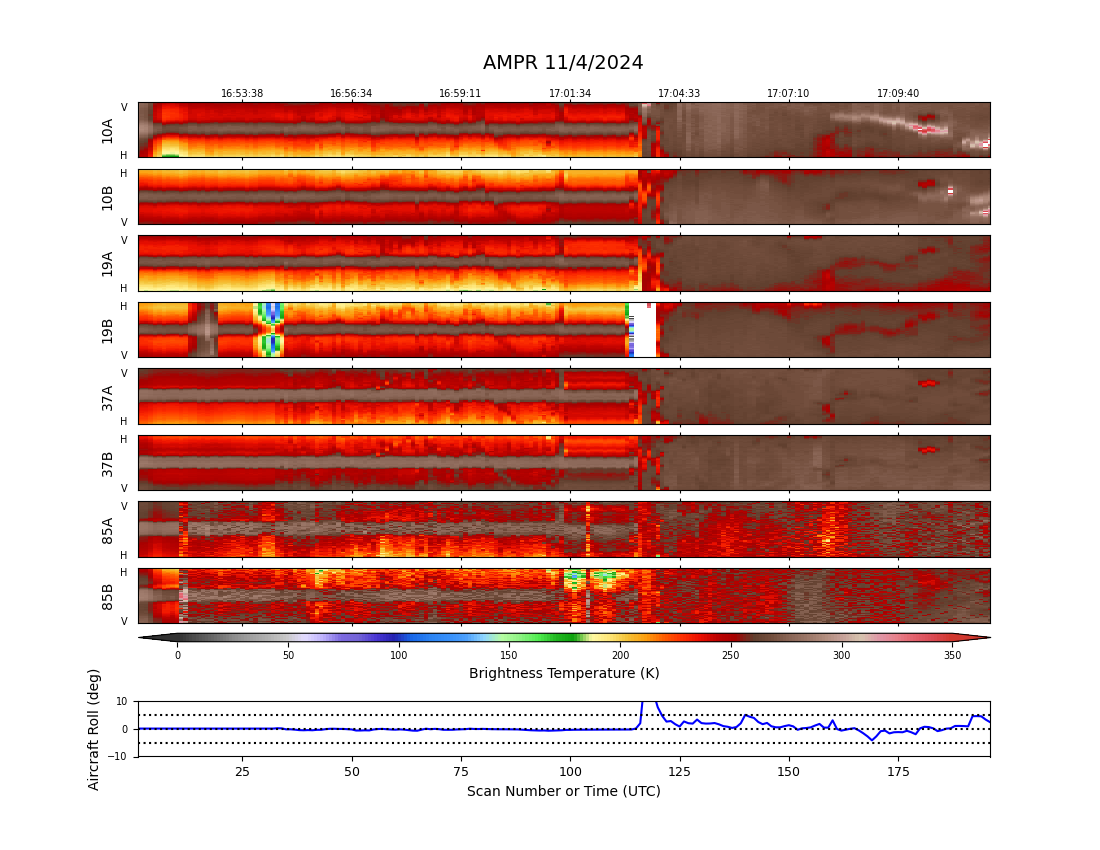 AMPR 11/4/2024
16:53:38 16:56:34 16:59:11 17:01:34 17:04:33 17:07:10 17:09:40
V
10A
H
H
10B
V
V
19A
H
H
19B
V
V
37A
H
H
37B
V
V
85A
H
H
85B
V
0 50 100 150 200 250 300 350
Brightness Temperature (K)
Aircraft Roll (deg)
10
0
−10
25 50 75 100 125 150 175
Scan Number or Time (UTC)